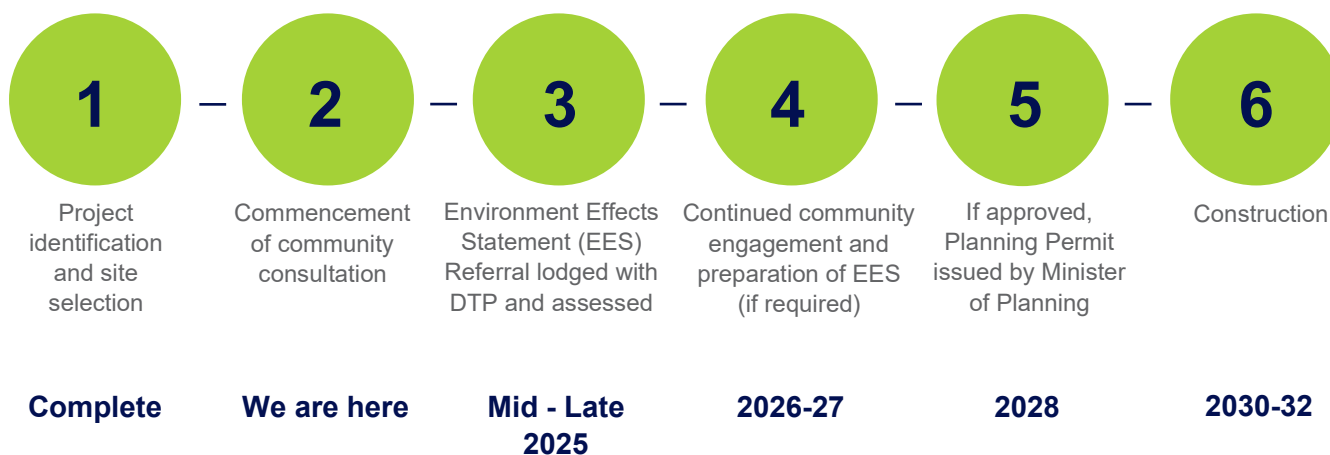 1
2
3
4
5
6
Project
identification
and site
selection
Commencement
of community
consultation
Environment Effects
Statement (EES)
Referral lodged with
DTP and assessed
Continued community
engagement and
preparation of EES
(if required)
If approved,
Planning Permit
issued by Minister
of Planning
Construction
Complete
We are here
Mid - Late
2025
2026-27
2028
2030-32